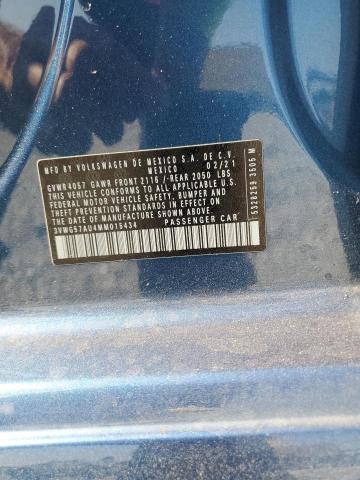 MFD BY VOLKSWAGEN DE MEXICO S.A. DE C.V.
MEXICO 02/21
GVWR 4057 GAWR FRONT 2116 / REAR 2050 LBS
THIS VEHICLE CONFORMS TO ALL APPLICABLE
FEDERAL MOTOR VEHICLE SAFETY, BUMPER AND
THEFT PREVENTION STANDARDS IN EFFECT ON THE
DATE OF MANUFACTURE SHOWN ABOVE.
3VWG57AU4MM015434 PASSENGER CAR
5328259 3505 M